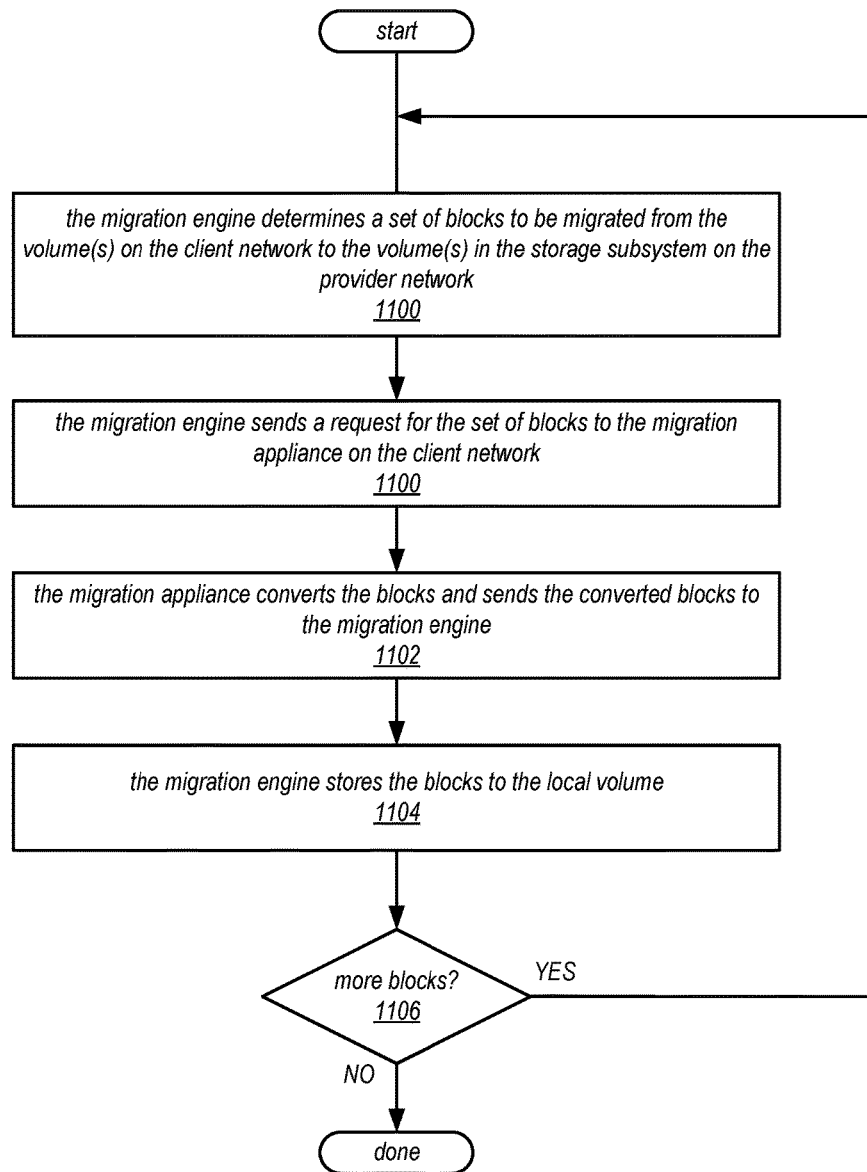 start
the migration engine determines a set of blocks to be migrated from the
volume(s) on the client network to the volume(s) in the storage subsystem on the
provider network
1100
the migration engine sends a request for the set of blocks to the migration
appliance on the client network
1100
the migration appliance converts the blocks and sends the converted blocks to
the migration engine
1102
the migration engine stores the blocks to the local volume
1104
more blocks?
1106
YES
NO
done